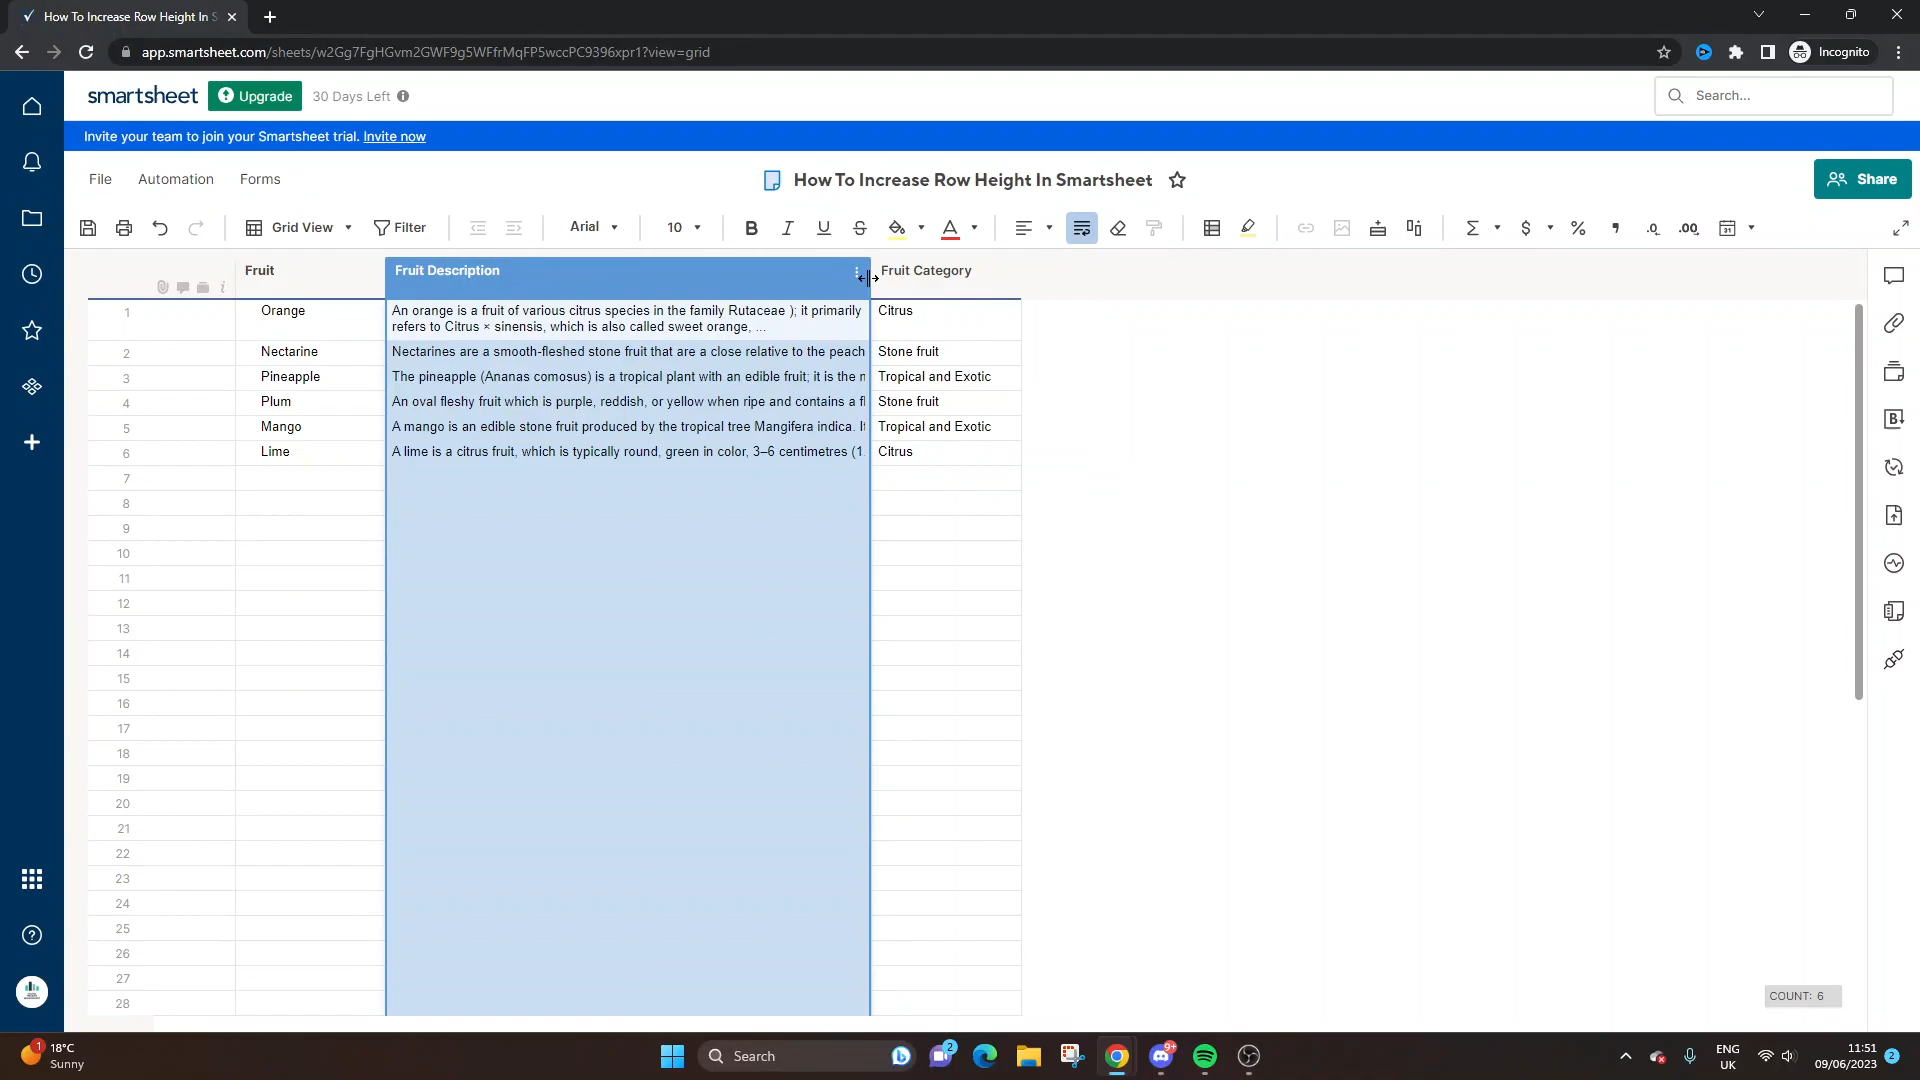 How To Increase Row Height In S
app.smartsheet.com/sheets/w2Gg7FgHGvm2GWF9g5WFfrMqFP5wccPC9396xpr1?view=grid
Incognito
smartsheet
Upgrade
30 Days Left
Search...
Invite your team to join your Smartsheet trial. Invite now
File
Automation
Forms
How To Increase Row Height In Smartsheet
Share
Grid View
Filter
Arial
10
Fruit
Fruit Description
Fruit Category
1
Orange
An orange is a fruit of various citrus species in the family Rutaceae ); it primarily
refers to Citrus × sinensis, which is also called sweet orange, ...
Citrus
2
Nectarine
Nectarines are a smooth-fleshed stone fruit that are a close relative to the peach
Stone fruit
3
Pineapple
The pineapple (Ananas comosus) is a tropical plant with an edible fruit; it is the
Tropical and Exotic
4
Plum
An oval fleshy fruit which is purple, reddish, or yellow when ripe and contains a
Stone fruit
5
Mango
A mango is an edible stone fruit produced by the tropical tree Mangifera indica.
Tropical and Exotic
6
Lime
A lime is a citrus fruit, which is typically round, green in color, 3–6 centimetres (1.
Citrus
7
8
9
10
11
12
13
14
15
16
17
18
19
20
21
22
23
24
25
26
27
28
COUNT: 6
1
18°C
Sunny
Search
2
9+
ENG
UK
11:51
09/06/2023
2